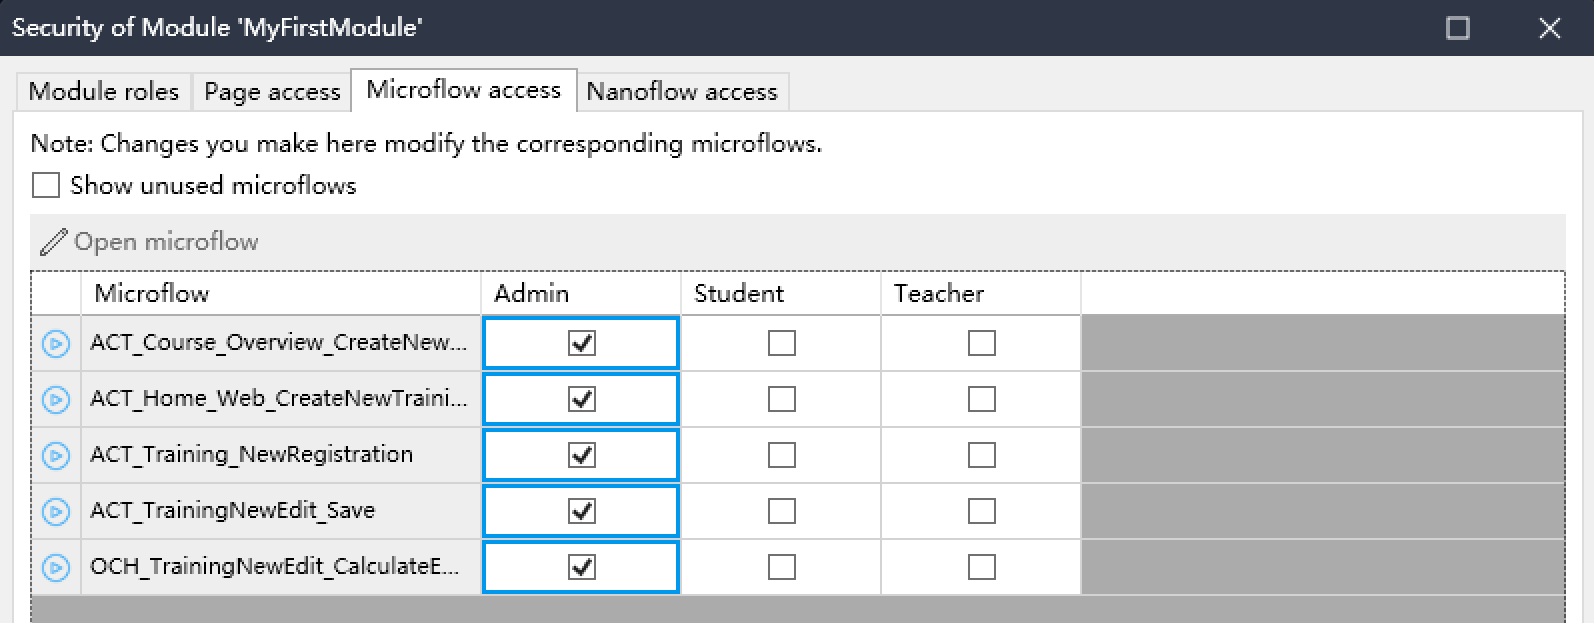 Security of Module 'MyFirstModule'
Module roles Page access Microflow access Nanoflow access
Note: Changes you make here modify the corresponding microflows.
Show unused microflows
Open microflow
Microflow Admin Student Teacher
ACT_Course_Overview_CreateNew...
ACT_Home_Web_CreateNewTraini...
ACT_Training_NewRegistration
ACT_TrainingNewEdit_Save
OCH_TrainingNewEdit_CalculateE...